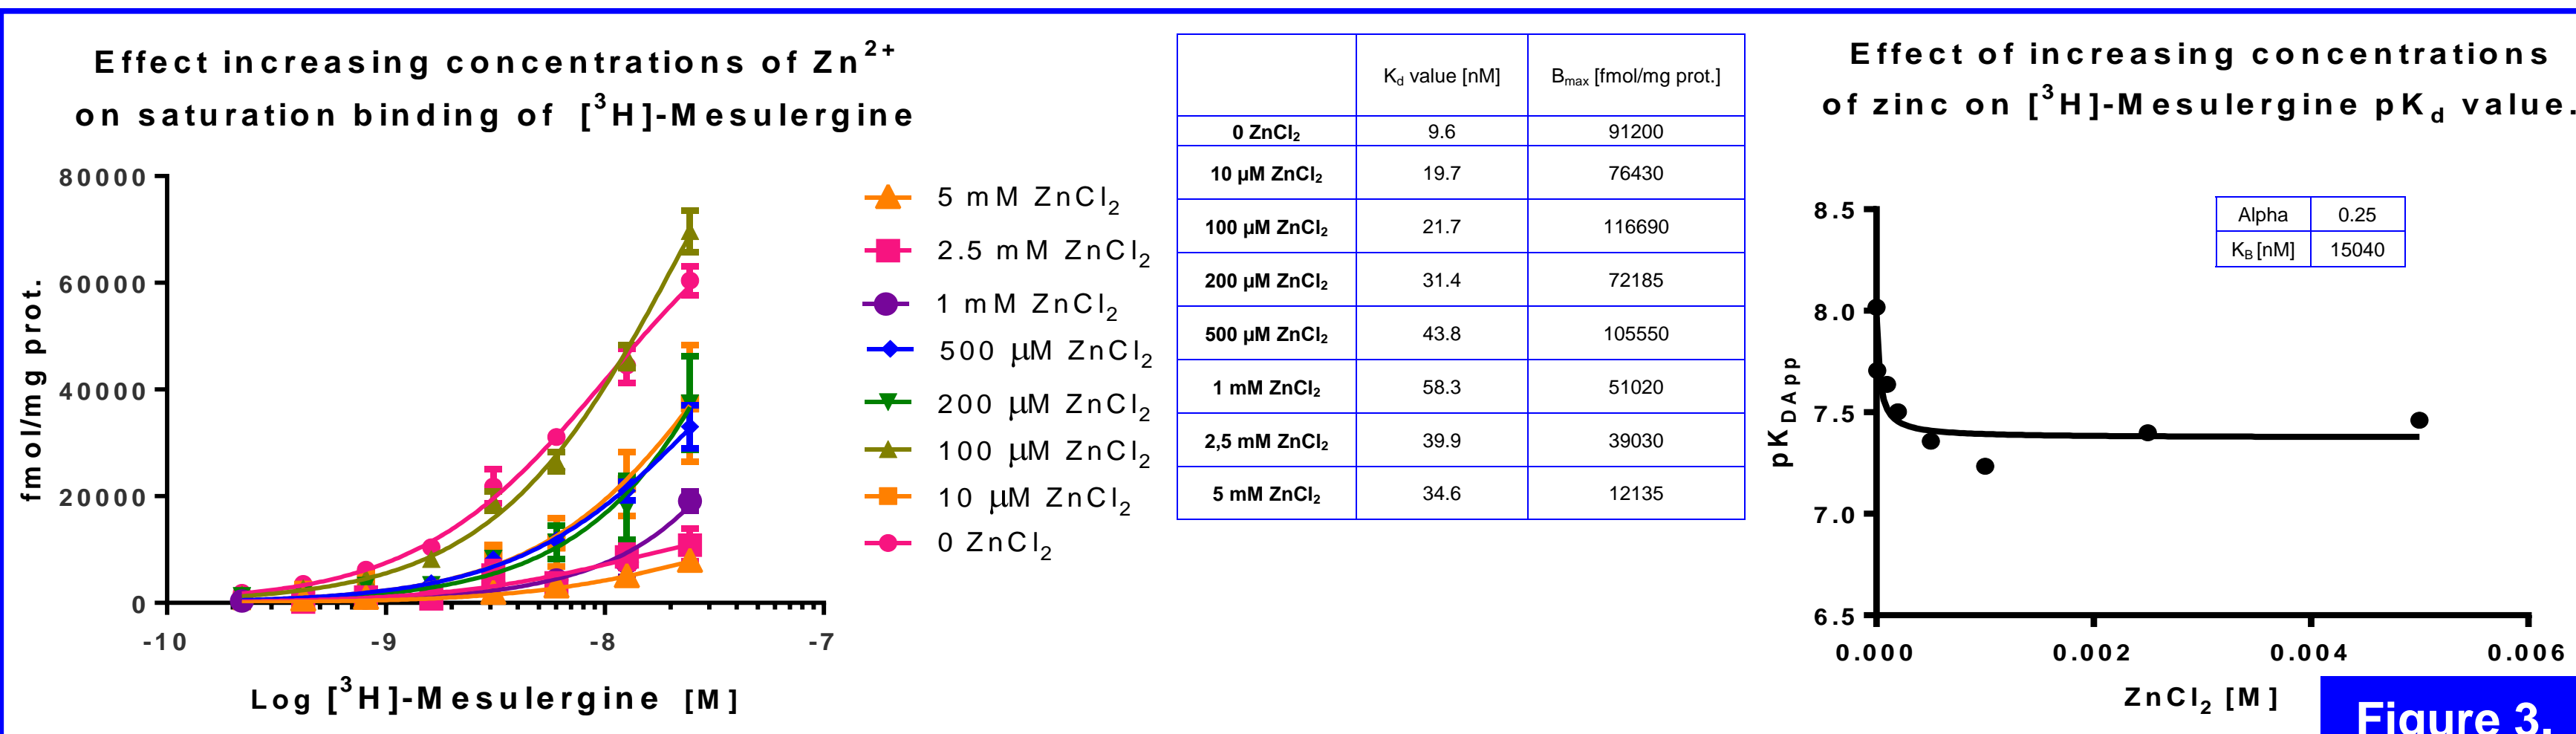 Effect increasing concentrations of Zn2+
on saturation binding of [3H]-Mesulergine
fmol/mg prot.
80000
60000
40000
20000
0
-10
-9
-8
-7
Log [3H]-Mesulergine [M]
5 mM ZnCl2
2.5 mM ZnCl2
1 mM ZnCl2
500 μM ZnCl2
200 μM ZnCl2
100 μM ZnCl2
10 μM ZnCl2
0 ZnCl2
Kd value [nM] Bmax [fmol/mg prot.]
0 ZnCl2 9.6 91200
10 µM ZnCl2 19.7 76430
100 µM ZnCl2 21.7 116690
200 µM ZnCl2 31.4 72185
500 µM ZnCl2 43.8 105550
1 mM ZnCl2 58.3 51020
2,5 mM ZnCl2 39.9 39030
5 mM ZnCl2 34.6 12135
Effect of increasing concentrations
of zinc on [3H]-Mesulergine pKd value.
Alpha 0.25
KB [nM] 15040
pKDApp
8.5
8.0
7.5
7.0
6.5
0.000
0.002
0.004
0.006
ZnCl2 [M]
Figure 3.